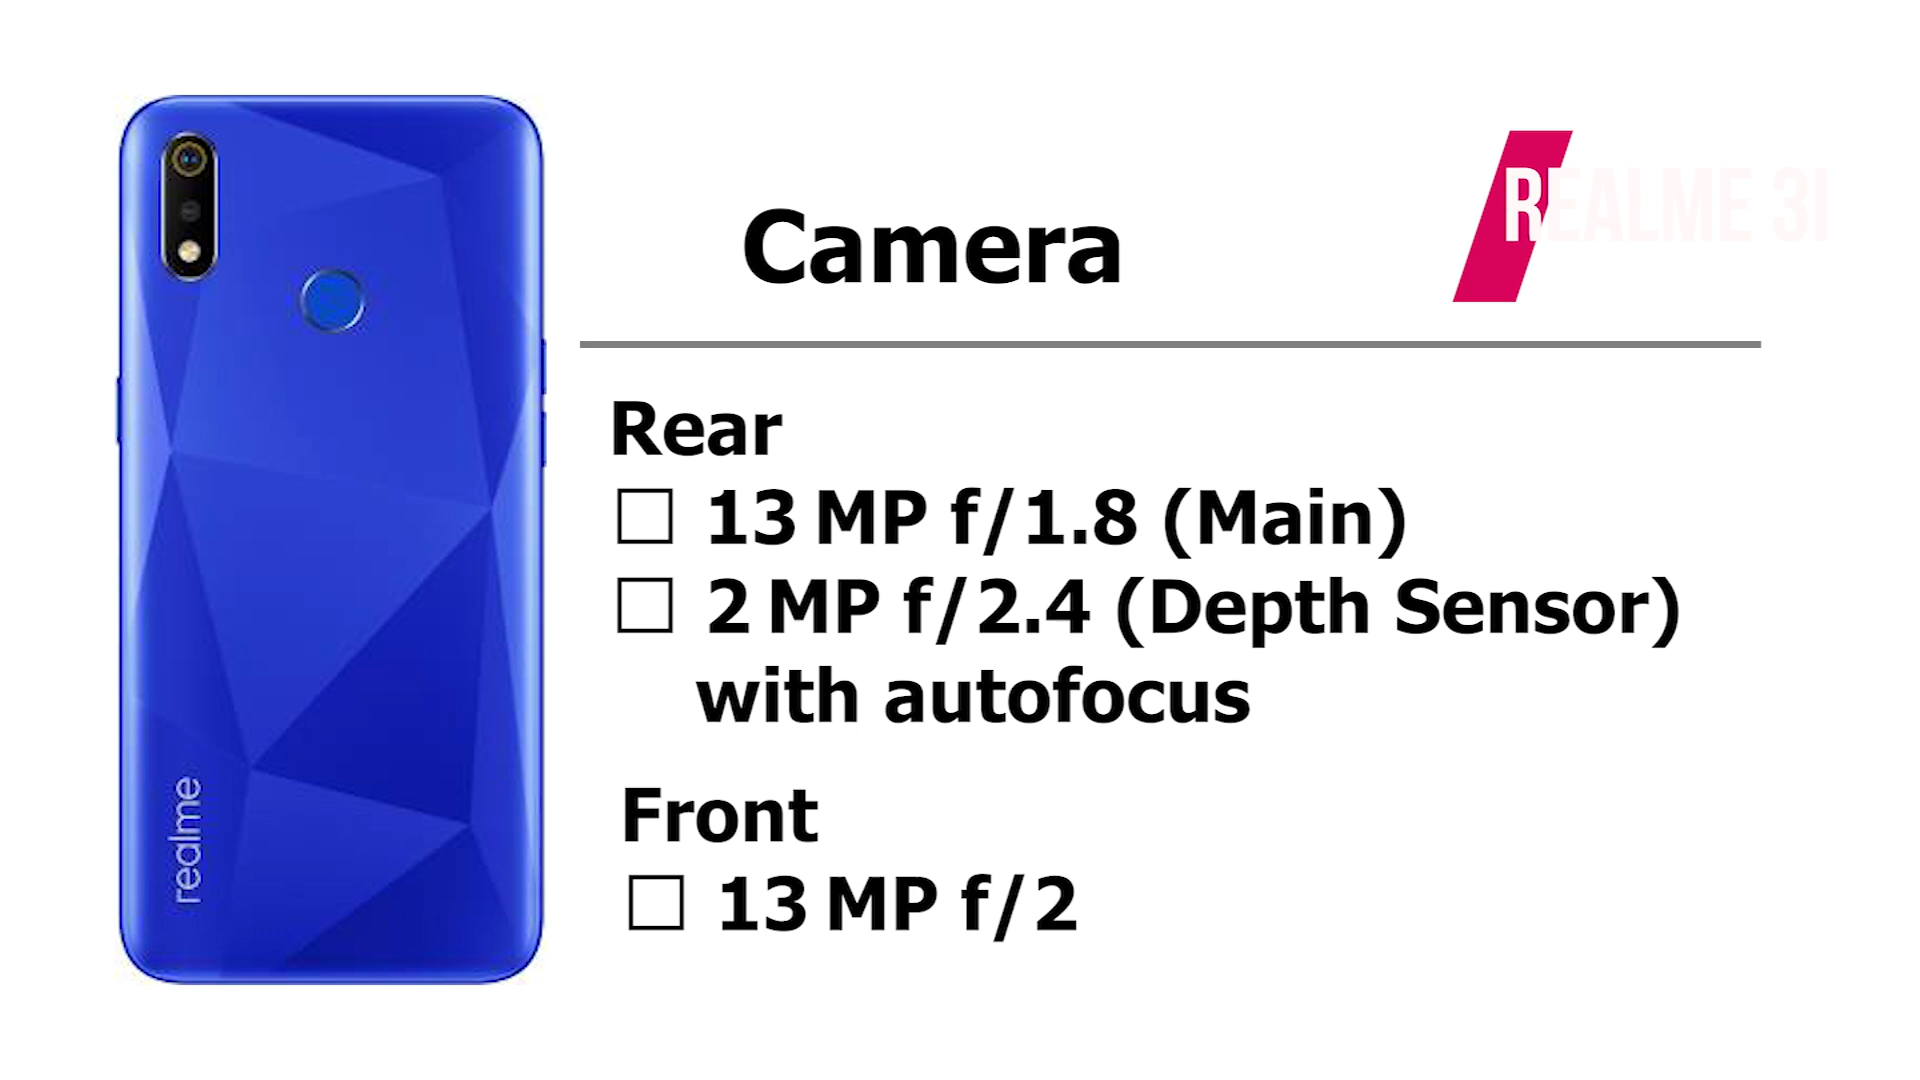 REALME 3I
Camera
Rear
☐ 13 MP f/1.8 (Main)
☐ 2 MP f/2.4 (Depth Sensor)
with autofocus
Front
☐ 13 MP f/2
realme